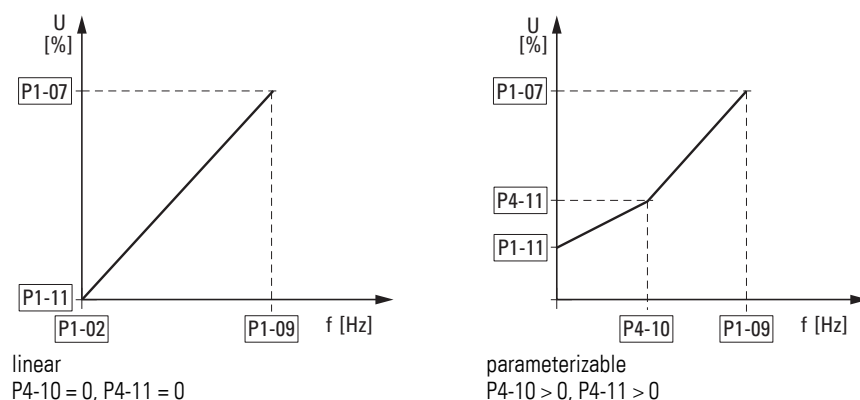 U
[%]
P1-07
P1-11
P1-02
P1-09
f [Hz]
linear
P4-10 = 0, P4-11 = 0
U
[%]
P1-07
P4-11
P1-11
P4-10
P1-09
f [Hz]
parameterizable
P4-10 > 0, P4-11 > 0